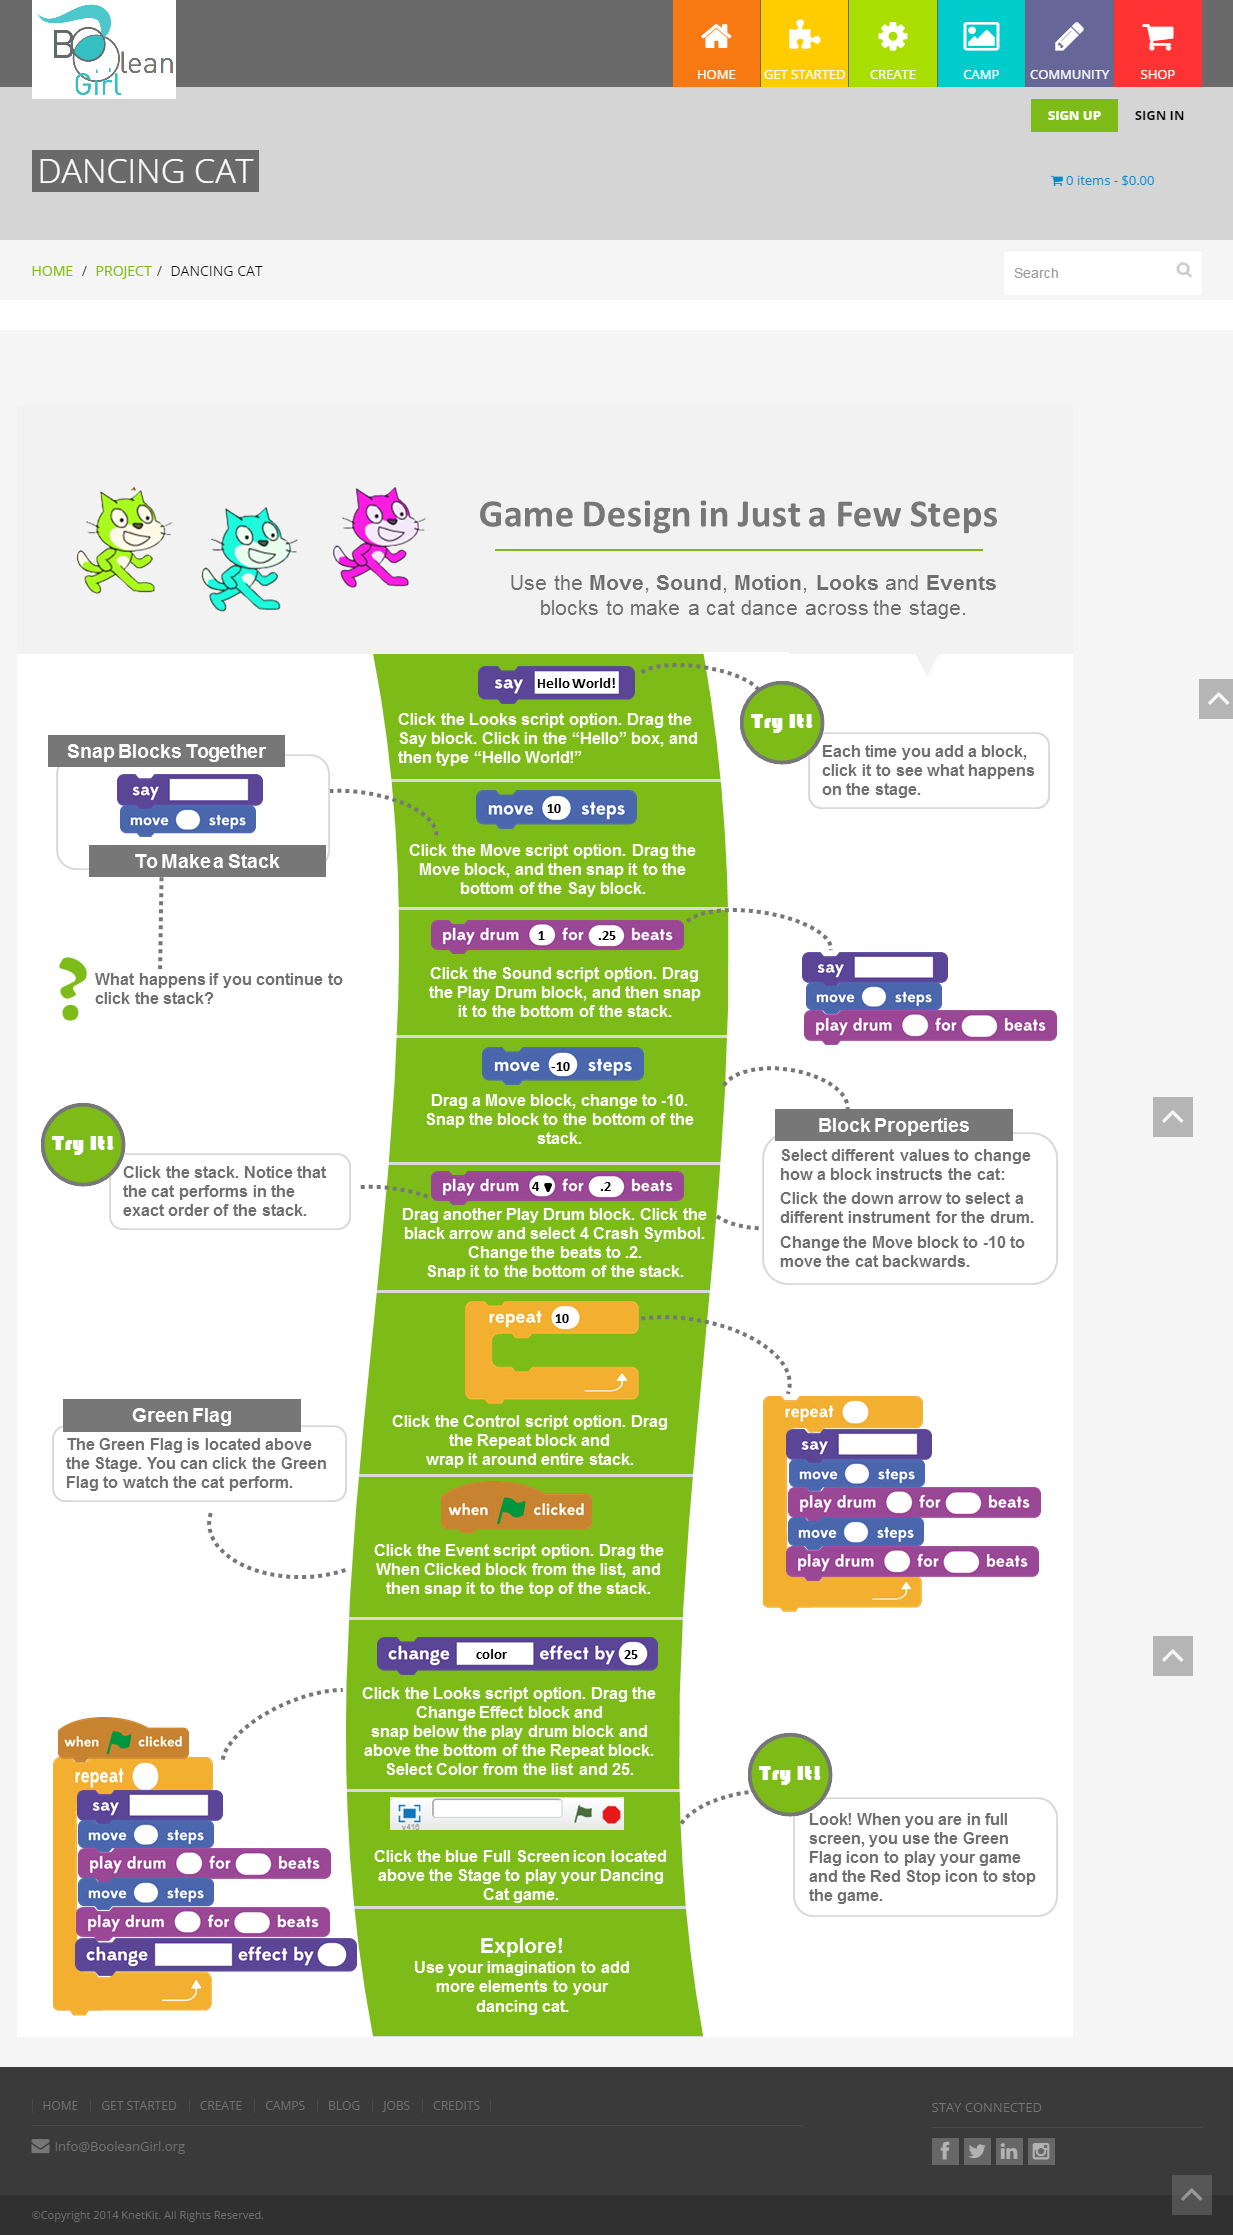 BOolean
Girl
HOME
GET STARTED
CREATE
CAMP
COMMUNITY
SHOP
SIGN UP
SIGN IN
DANCING CAT
0 items - $0.00
HOME / PROJECT / DANCING CAT
Search
Game Design in Just a Few Steps
Use the Move, Sound, Motion, Looks and Events
blocks to make a cat dance across the stage.
say Hello World!
Click the Looks script option. Drag the
Say block. Click in the “Hello” box, and
then type “Hello World!”
Try It!
Each time you add a block,
click it to see what happens
on the stage.
Snap Blocks Together
say
move steps
To Make a Stack
move 10 steps
Click the Move script option. Drag the
Move block, and then snap it to the
bottom of the Say block.
? What happens if you continue to
click the stack?
play drum 1 for .25 beats
Click the Sound script option. Drag
the Play Drum block, and then snap
it to the bottom of the stack.
say
move steps
play drum for beats
move -10 steps
Drag a Move block, change to -10.
Snap the block to the bottom of the
stack.
Block Properties
Select different values to change
how a block instructs the cat:
Click the down arrow to select a
different instrument for the drum.
Change the Move block to -10 to
move the cat backwards.
Try It!
Click the stack. Notice that
the cat performs in the
exact order of the stack.
play drum 4 for .2 beats
Drag another Play Drum block. Click the
black arrow and select 4 Crash Symbol.
Change the beats to .2.
Snap it to the bottom of the stack.
repeat 10
Click the Control script option. Drag
the Repeat block and
wrap it around entire stack.
repeat
say
move steps
play drum for beats
move steps
play drum for beats
Green Flag
The Green Flag is located above
the Stage. You can click the Green
Flag to watch the cat perform.
when clicked
Click the Event script option. Drag the
When Clicked block from the list, and
then snap it to the top of the stack.
change color effect by 25
Click the Looks script option. Drag the
Change Effect block and
snap below the play drum block and
above the bottom of the Repeat block.
Select Color from the list and 25.
when clicked
repeat
say
move steps
play drum for beats
move steps
play drum for beats
change effect by
v416
Click the blue Full Screen icon located
above the Stage to play your Dancing
Cat game.
Try It!
Look! When you are in full
screen, you use the Green
Flag icon to play your game
and the Red Stop icon to stop
the game.
Explore!
Use your imagination to add
more elements to your
dancing cat.
HOME
GET STARTED
CREATE
CAMPS
BLOG
JOBS
CREDITS
STAY CONNECTED
Info@BooleanGirl.org
©Copyright 2014 KnetKit. All Rights Reserved.